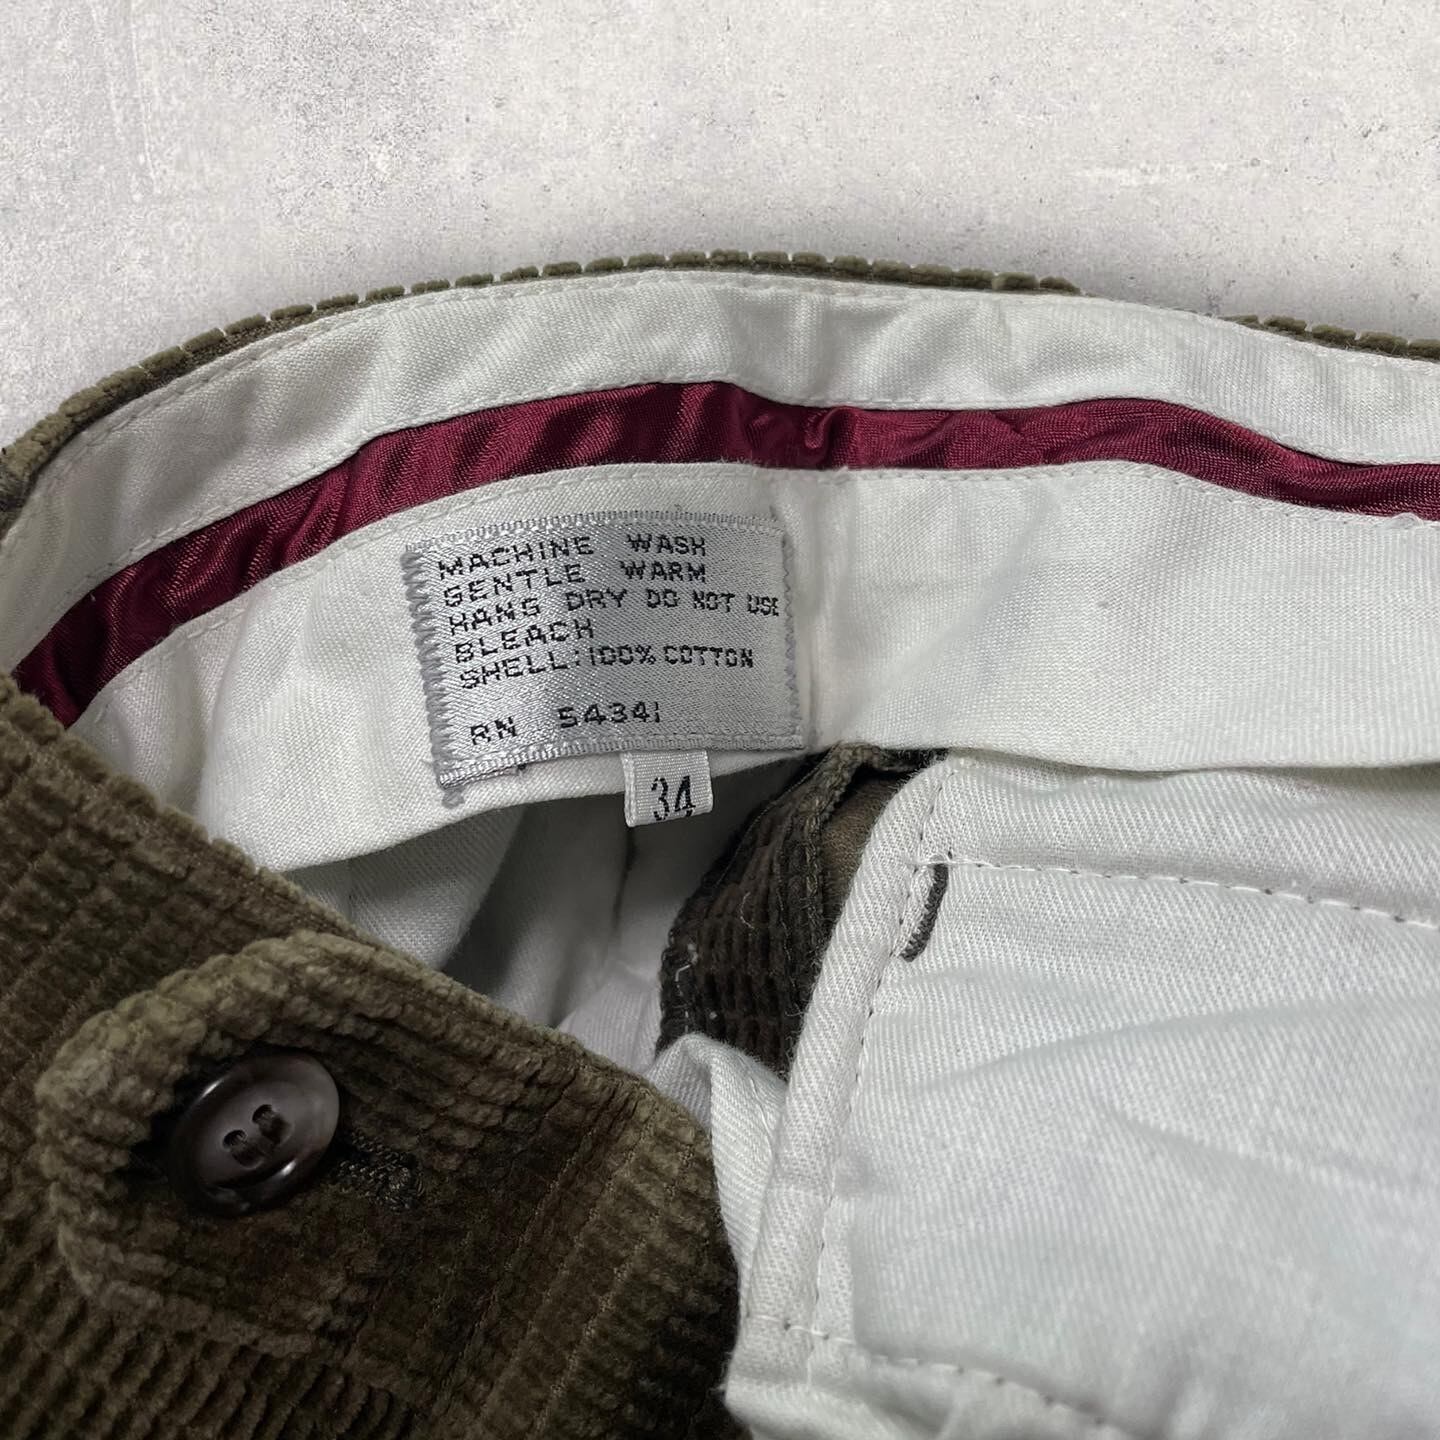 MACHINE WASH
GENTLE WARM
HANG DRY DO NOT USE
BLEACH
SHELL:100% COTTON
RN 54341
34